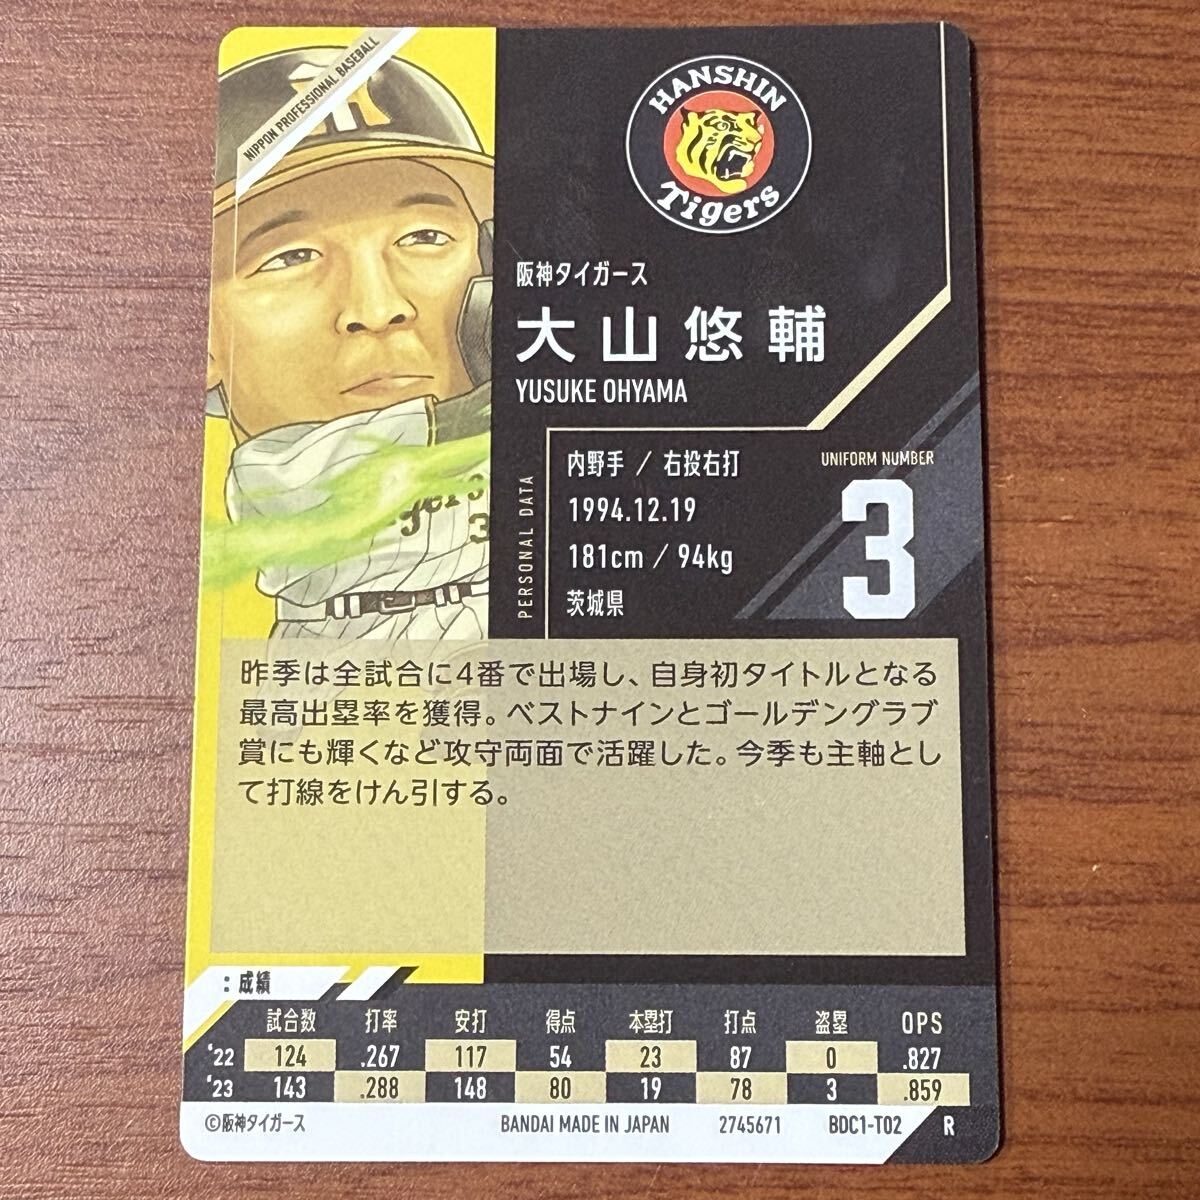 NIPPON PROFESSIONAL BASEBALL
HANSHIN
Tigers
阪神タイガース
大山悠輔
YUSUKE OHYAMA
PERSONAL DATA
内野手 / 右投右打
1994.12.19
181cm / 94kg
茨城県
UNIFORM NUMBER
3
昨季は全試合に4番で出場し、自身初タイトルとなる
最高出塁率を獲得。ベストナインとゴールデングラブ
賞にも輝くなど攻守両面で活躍した。今季も主軸とし
て打線をけん引する。
:成績
試合数 打率 安打 得点 本塁打 打点 盗塁 OPS
'22 124 .267 117 54 23 87 0 .827
'23 143 .288 148 80 19 78 3 .859
©阪神タイガース BANDAI MADE IN JAPAN 2745671 BDC1-T02 R